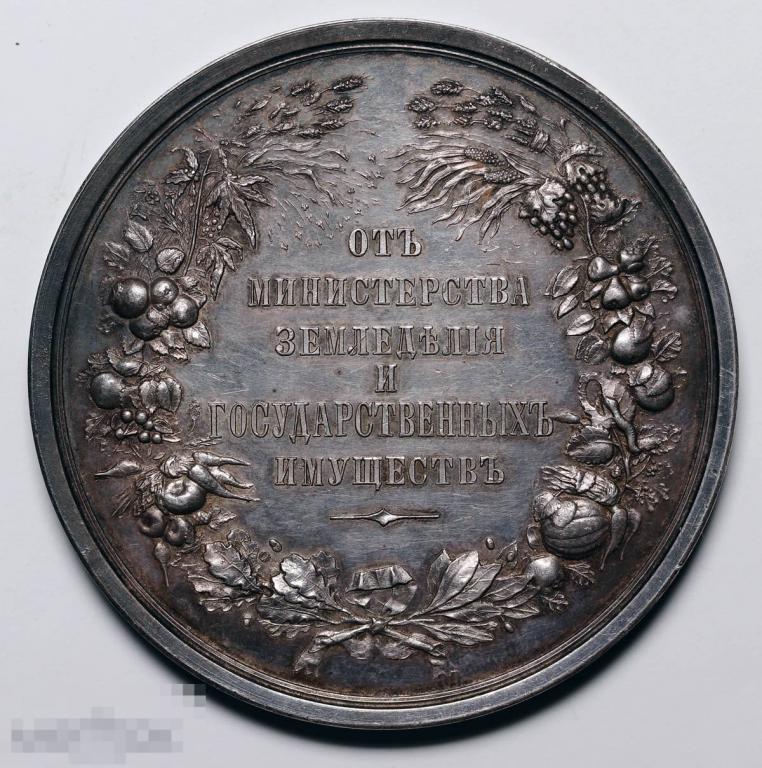 ОТЪ
МИНИСТЕРСТВА
ЗЕМЛЕДѢЛІЯ
И
ГОСУДАРСТВЕННЫХЪ
ИМУЩЕСТВЪ